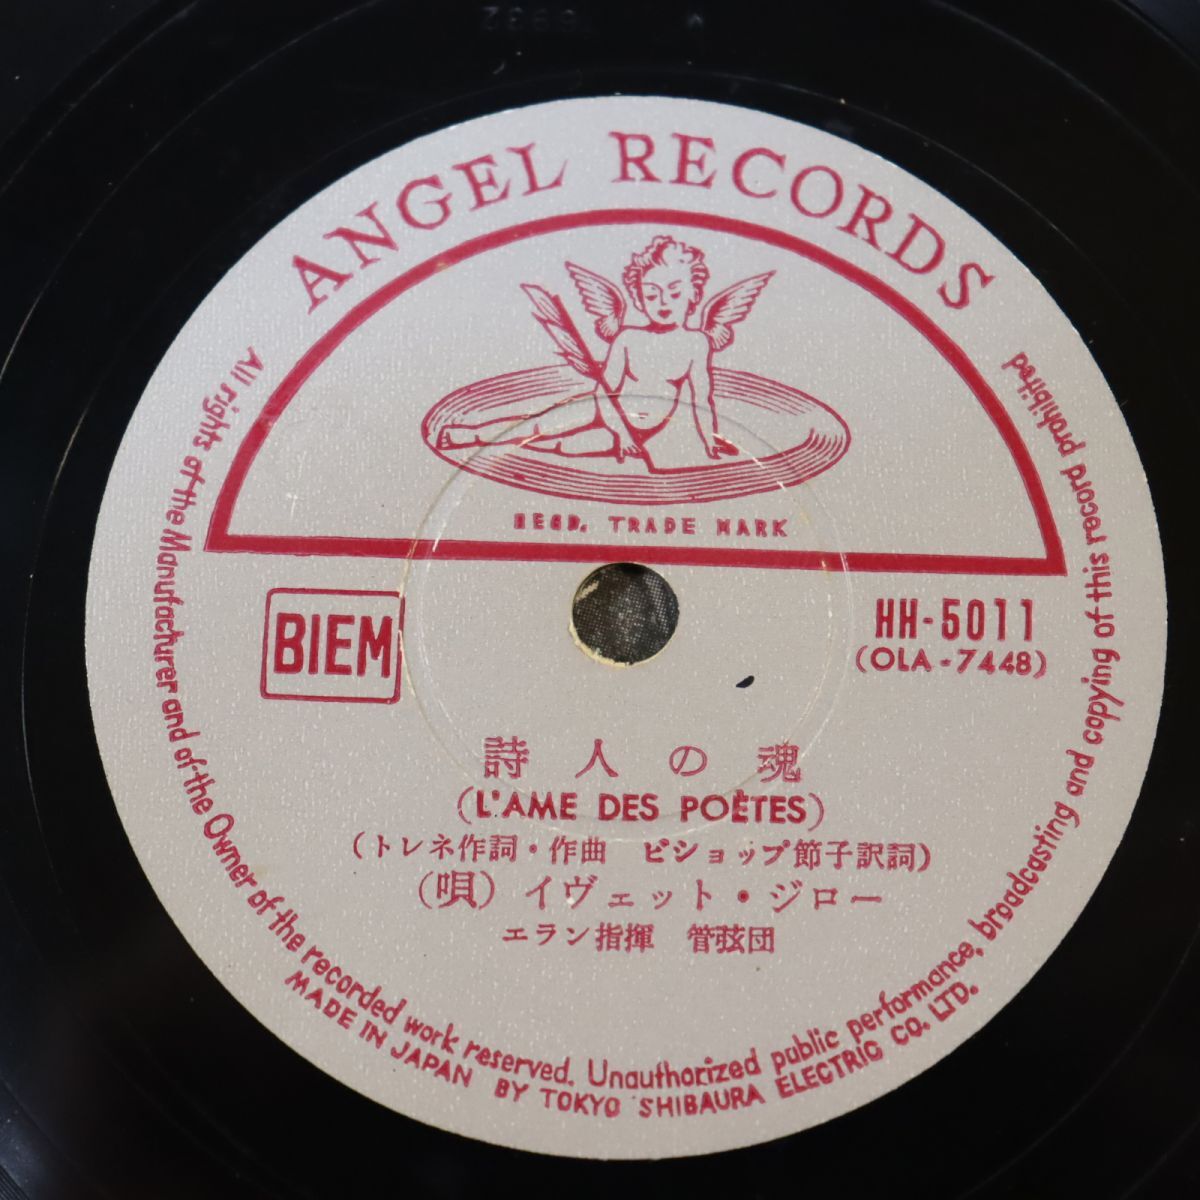 ANGEL RECORDS
REGD. TRADE MARK
BIEM
HH-5011
(OLA-7448)
詩人の魂
(L'AME DES POÈTES)
(トレネ作詞・作曲 ビショップ節子訳詞)
(唄) イヴェット・ジロー
エラン指揮 管弦団
All rights of the Manufacturer and of the Owner of the recorded work reserved. Unauthorized public performance, broadcasting and copying of this record prohibited
MADE IN JAPAN BY TOKYO SHIBAURA ELECTRIC CO. LTD.